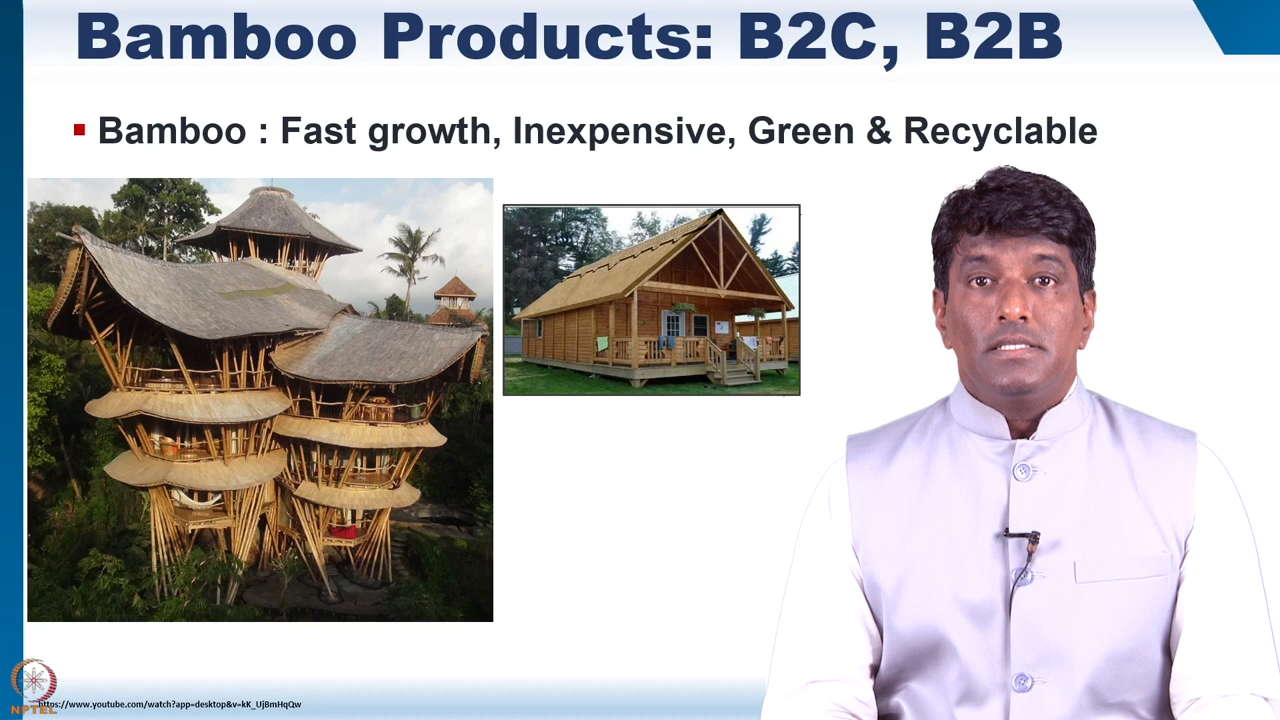 Bamboo Products: B2C, B2B
Bamboo : Fast growth, Inexpensive, Green & Recyclable
https://www.youtube.com/watch?app=desktop&v=kK_UjBmHqQw
NPTEL